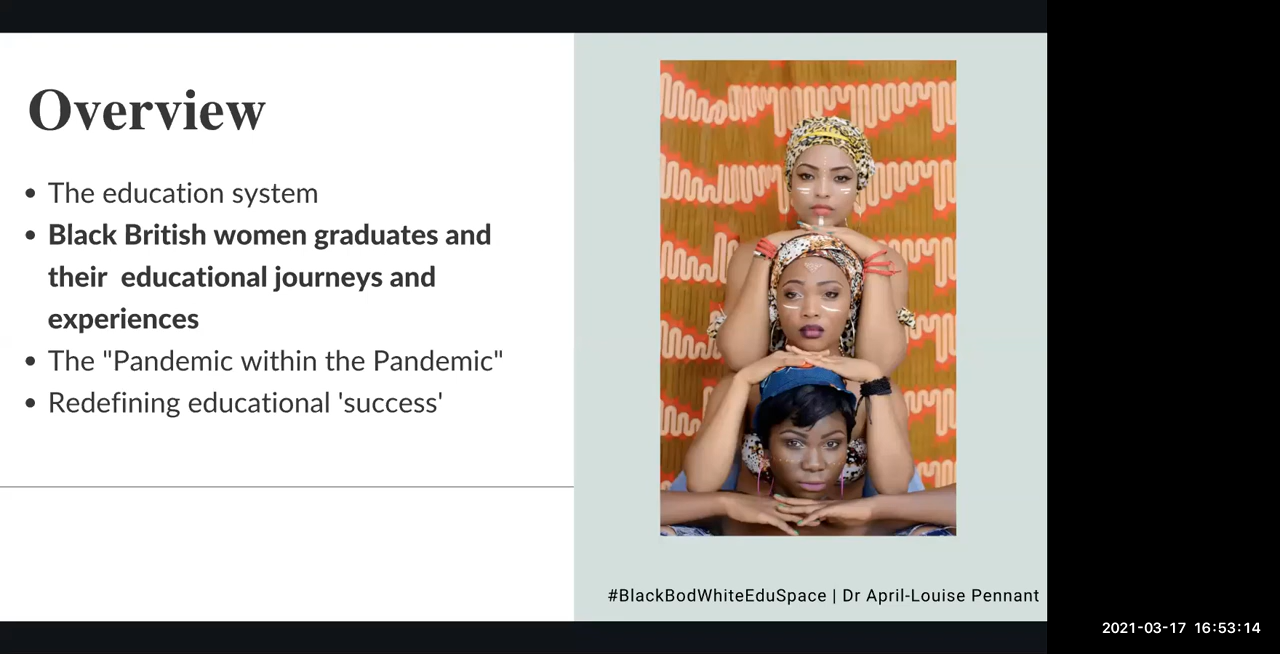 Overview
• The education system
• Black British women graduates and
their  educational journeys and
experiences
• The "Pandemic within the Pandemic"
• Redefining educational 'success'
#BlackBodWhiteEduSpace | Dr April-Louise Pennant
2021-03-17 16:53:14